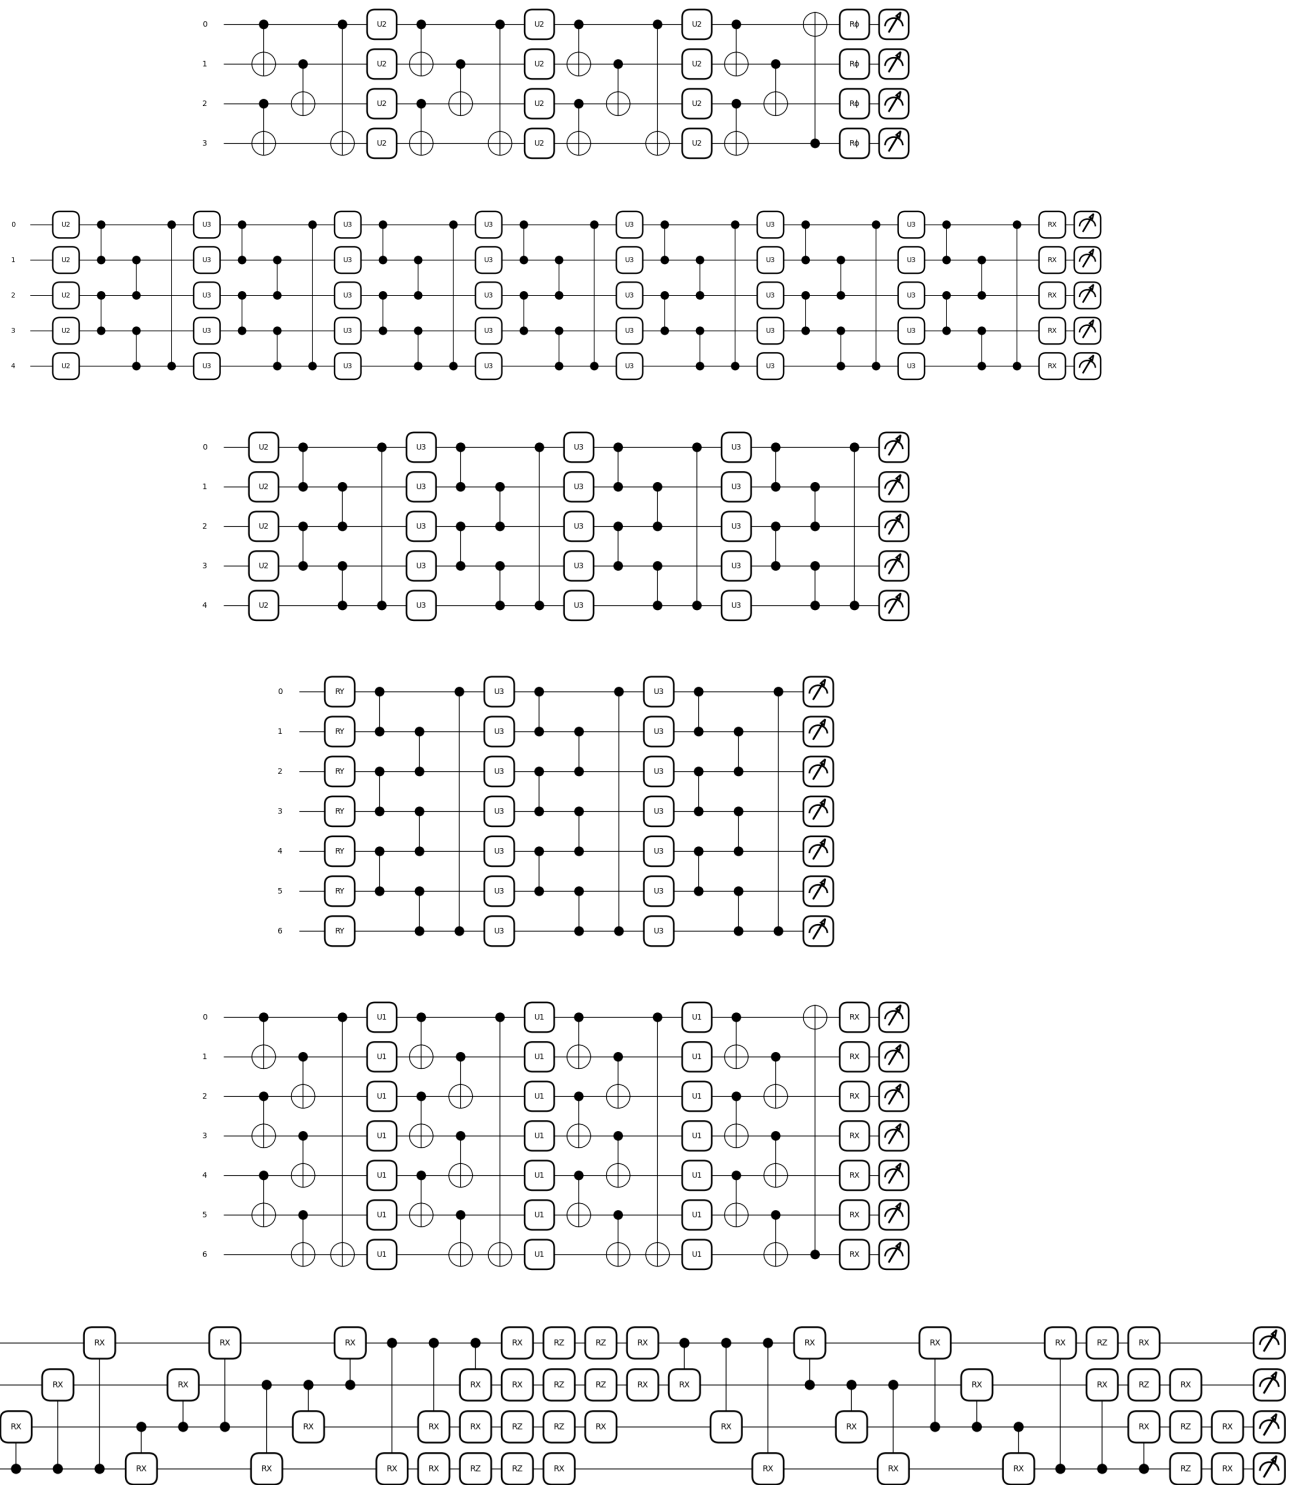 0 U2 U2 U2 Rϕ
1 U2 U2 U2 Rϕ
2 U2 U2 U2 Rϕ
3 U2 U2 U2 Rϕ
0 U2 U3 U3 U3 U3 U3 U3 RX
1 U2 U3 U3 U3 U3 U3 U3 RX
2 U2 U3 U3 U3 U3 U3 U3 RX
3 U2 U3 U3 U3 U3 U3 U3 RX
4 U2 U3 U3 U3 U3 U3 U3 RX
0 U2 U3 U3 U3
1 U2 U3 U3 U3
2 U2 U3 U3 U3
3 U2 U3 U3 U3
4 U2 U3 U3 U3
0 RY U3 U3
1 RY U3 U3
2 RY U3 U3
3 RY U3 U3
4 RY U3 U3
5 RY U3 U3
6 RY U3 U3
0 U1 U1 U1 RX
1 U1 U1 U1 RX
2 U1 U1 U1 RX
3 U1 U1 U1 RX
4 U1 U1 U1 RX
5 U1 U1 U1 RX
6 U1 U1 U1 RX
RX RX RX RX RZ RZ RX RX RX RX RZ RX
RX RX RX RX RZ RZ RX RX RX RX RZ RX
RX RX RX RX RZ RZ RX RX RX RX RZ RX
RX RX RX RX RZ RZ RX RX RX RX RZ RX